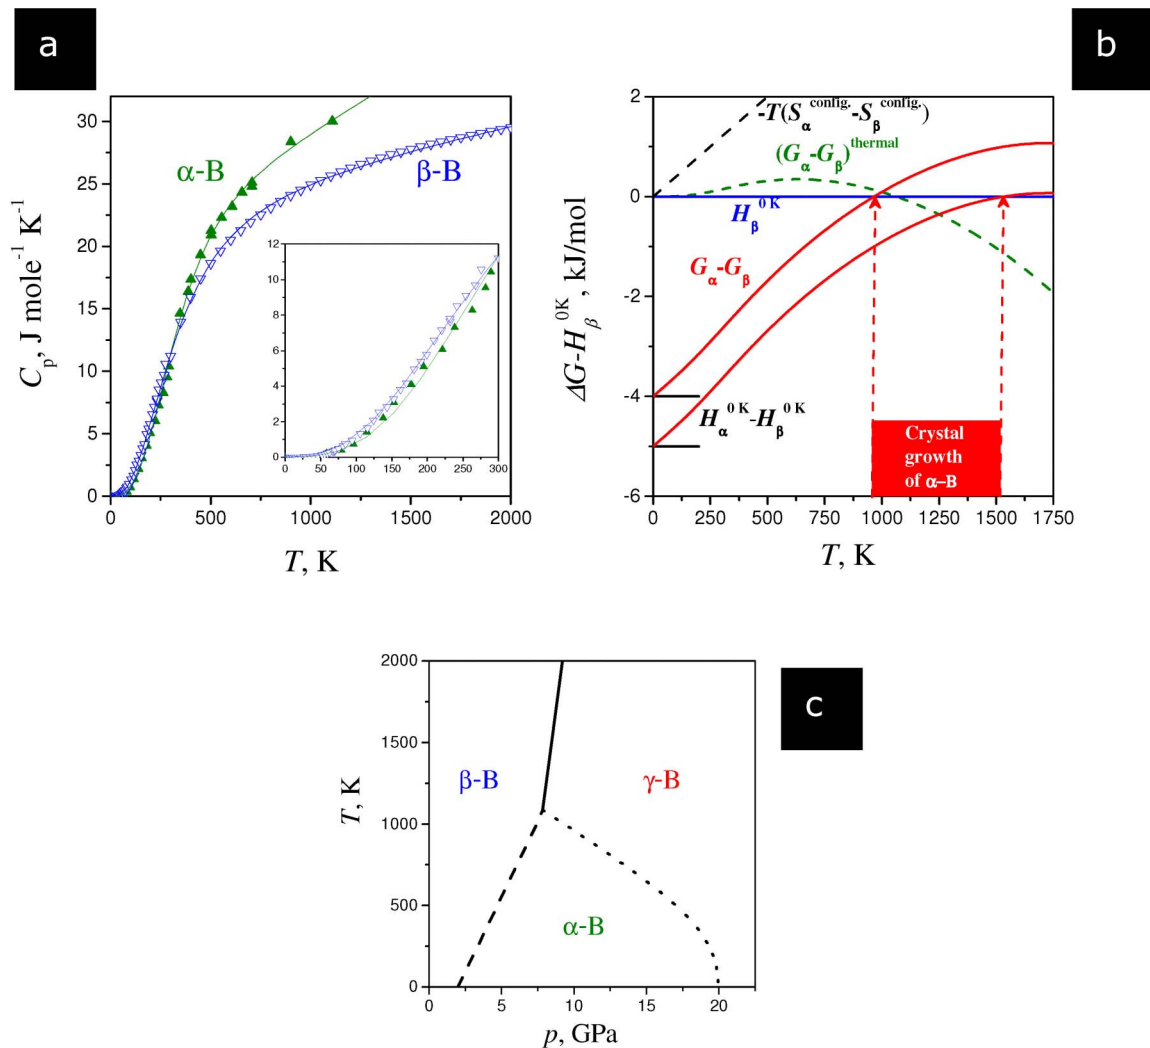 a
b
30
25
20
15
10
5
0
C_p, J mole^-1 K^-1
α-B
β-B
12
10
8
6
4
2
0
0 50 100 150 200 250 300
0 500 1000 1500 2000
T, K
2
0
-2
-4
-6
ΔG-H_β^0K, kJ/mol
-T(S_α^config.-S_β^config.)
(G_α-G_β)^thermal
H_β^0 K
G_α-G_β
H_α^0 K-H_β^0 K
Crystal
growth
of α–B
0 250 500 750 1000 1250 1500 1750
T, K
c
2000
1500
1000
500
0
T, K
β-B
γ-B
α-B
0 5 10 15 20
p, GPa